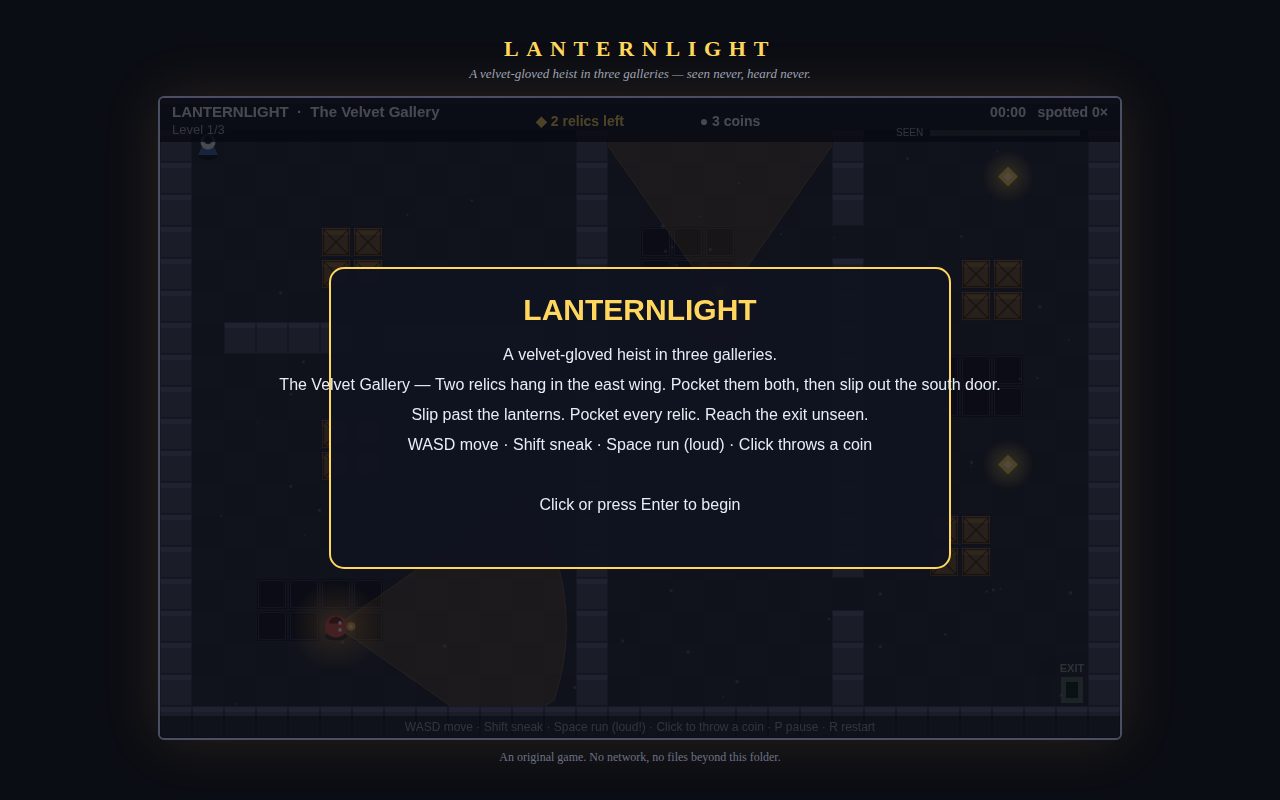 LANTERNLIGHT
A velvet-gloved heist in three galleries — seen never, heard never.
LANTERNLIGHT · The Velvet Gallery
Level 1/3
◆ 2 relics left
● 3 coins
00:00 spotted 0×
SEEN
LANTERNLIGHT
A velvet-gloved heist in three galleries.
The Velvet Gallery — Two relics hang in the east wing. Pocket them both, then slip out the south door.
Slip past the lanterns. Pocket every relic. Reach the exit unseen.
WASD move · Shift sneak · Space run (loud) · Click throws a coin
Click or press Enter to begin
EXIT
WASD move · Shift sneak · Space run (loud!) · Click to throw a coin · P pause · R restart
An original game. No network, no files beyond this folder.